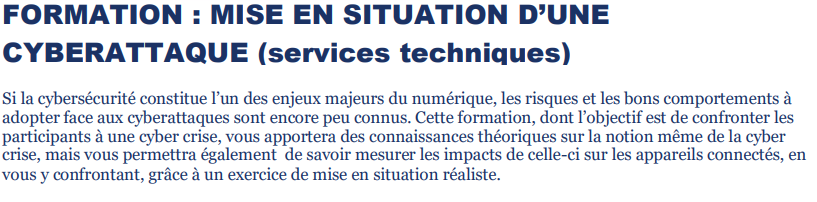 FORMATION : MISE EN SITUATION D’UNE
CYBERATTAQUE (services techniques)
Si la cybersécurité constitue l’un des enjeux majeurs du numérique, les risques et les bons comportements à
adopter face aux cyberattaques sont encore peu connus. Cette formation, dont l’objectif est de confronter les
participants à une cyber crise, vous apportera des connaissances théoriques sur la notion même de la cyber
crise, mais vous permettra également  de savoir mesurer les impacts de celle-ci sur les appareils connectés, en
vous y confrontant, grâce à un exercice de mise en situation réaliste.